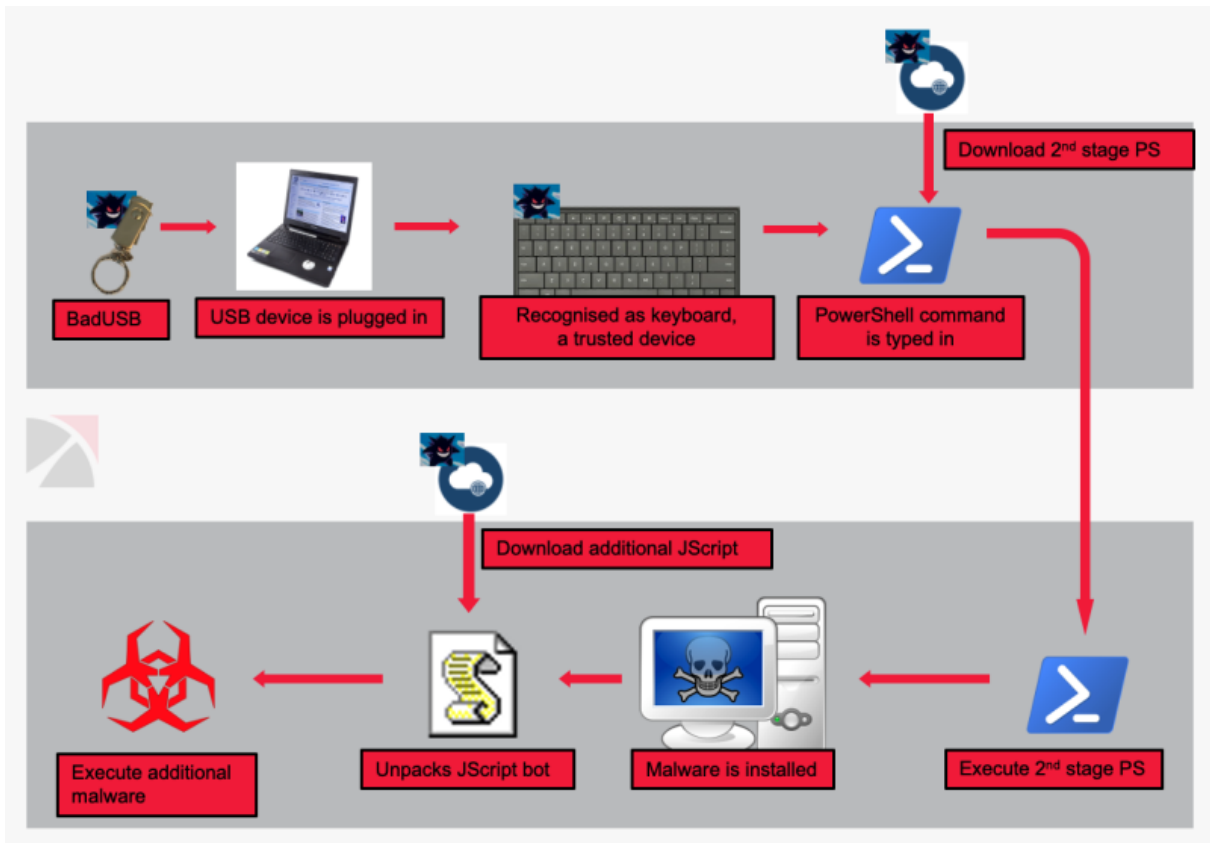 Download 2nd stage PS
BadUSB
USB device is plugged in
Recognised as keyboard,
a trusted device
PowerShell command
is typed in
Download additional JScript
Execute additional
malware
Unpacks JScript bot
Malware is installed
Execute 2nd stage PS